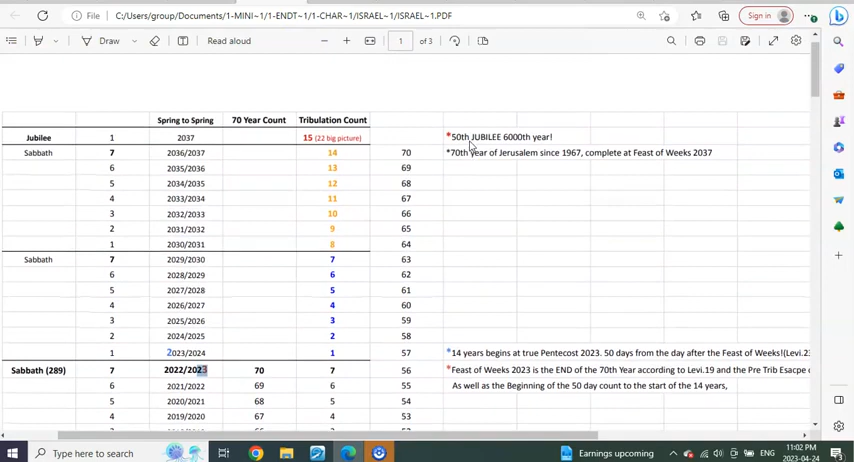 File C:/Users/group/Documents/1-MINI~1/1-ENDT~1/1-CHAR~1/ISRAEL~1/ISRAEL~1.PDF Sign in
Draw Read aloud 1 of 3
Spring to Spring 70 Year Count Tribulation Count
Jubilee 1 2037 15 (22 big picture) *50th JUBILEE 6000th year!
Sabbath 7 2036/2037 14 70 *70th year of Jerusalem since 1967, complete at Feast of Weeks 2037
6 2035/2036 13 69
5 2034/2035 12 68
4 2033/2034 11 67
3 2032/2033 10 66
2 2031/2032 9 65
1 2030/2031 8 64
Sabbath 7 2029/2030 7 63
6 2028/2029 6 62
5 2027/2028 5 61
4 2026/2027 4 60
3 2025/2026 3 59
2 2024/2025 2 58
1 2023/2024 1 57 *14 years begins at true Pentecost 2023. 50 days from the day after the Feast of Weeks!(Levi.23
Sabbath (289) 7 2022/2023 70 7 56 *Feast of Weeks 2023 is the END of the 70th Year according to Levi.19 and the Pre Trib Esacpe
6 2021/2022 69 6 55 As well as the Beginning of the 50 day count to the start of the 14 years,
5 2020/2021 68 5 54
4 2019/2020 67 4 53
Type here to search Earnings upcoming ENG 11:02 PM
2023-04-24